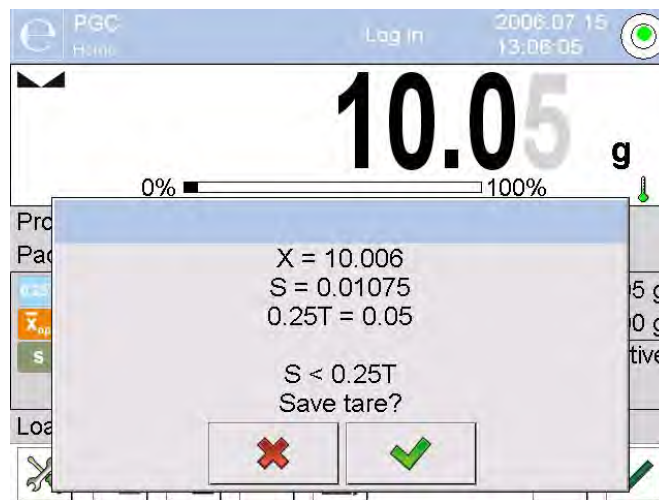 PGC
Home
Log in
2006.07.15
13:06:05
10.05 g
0% 100%
X = 10.006
S = 0.01075
0.25T = 0.05
S < 0.25T
Save tare?
S